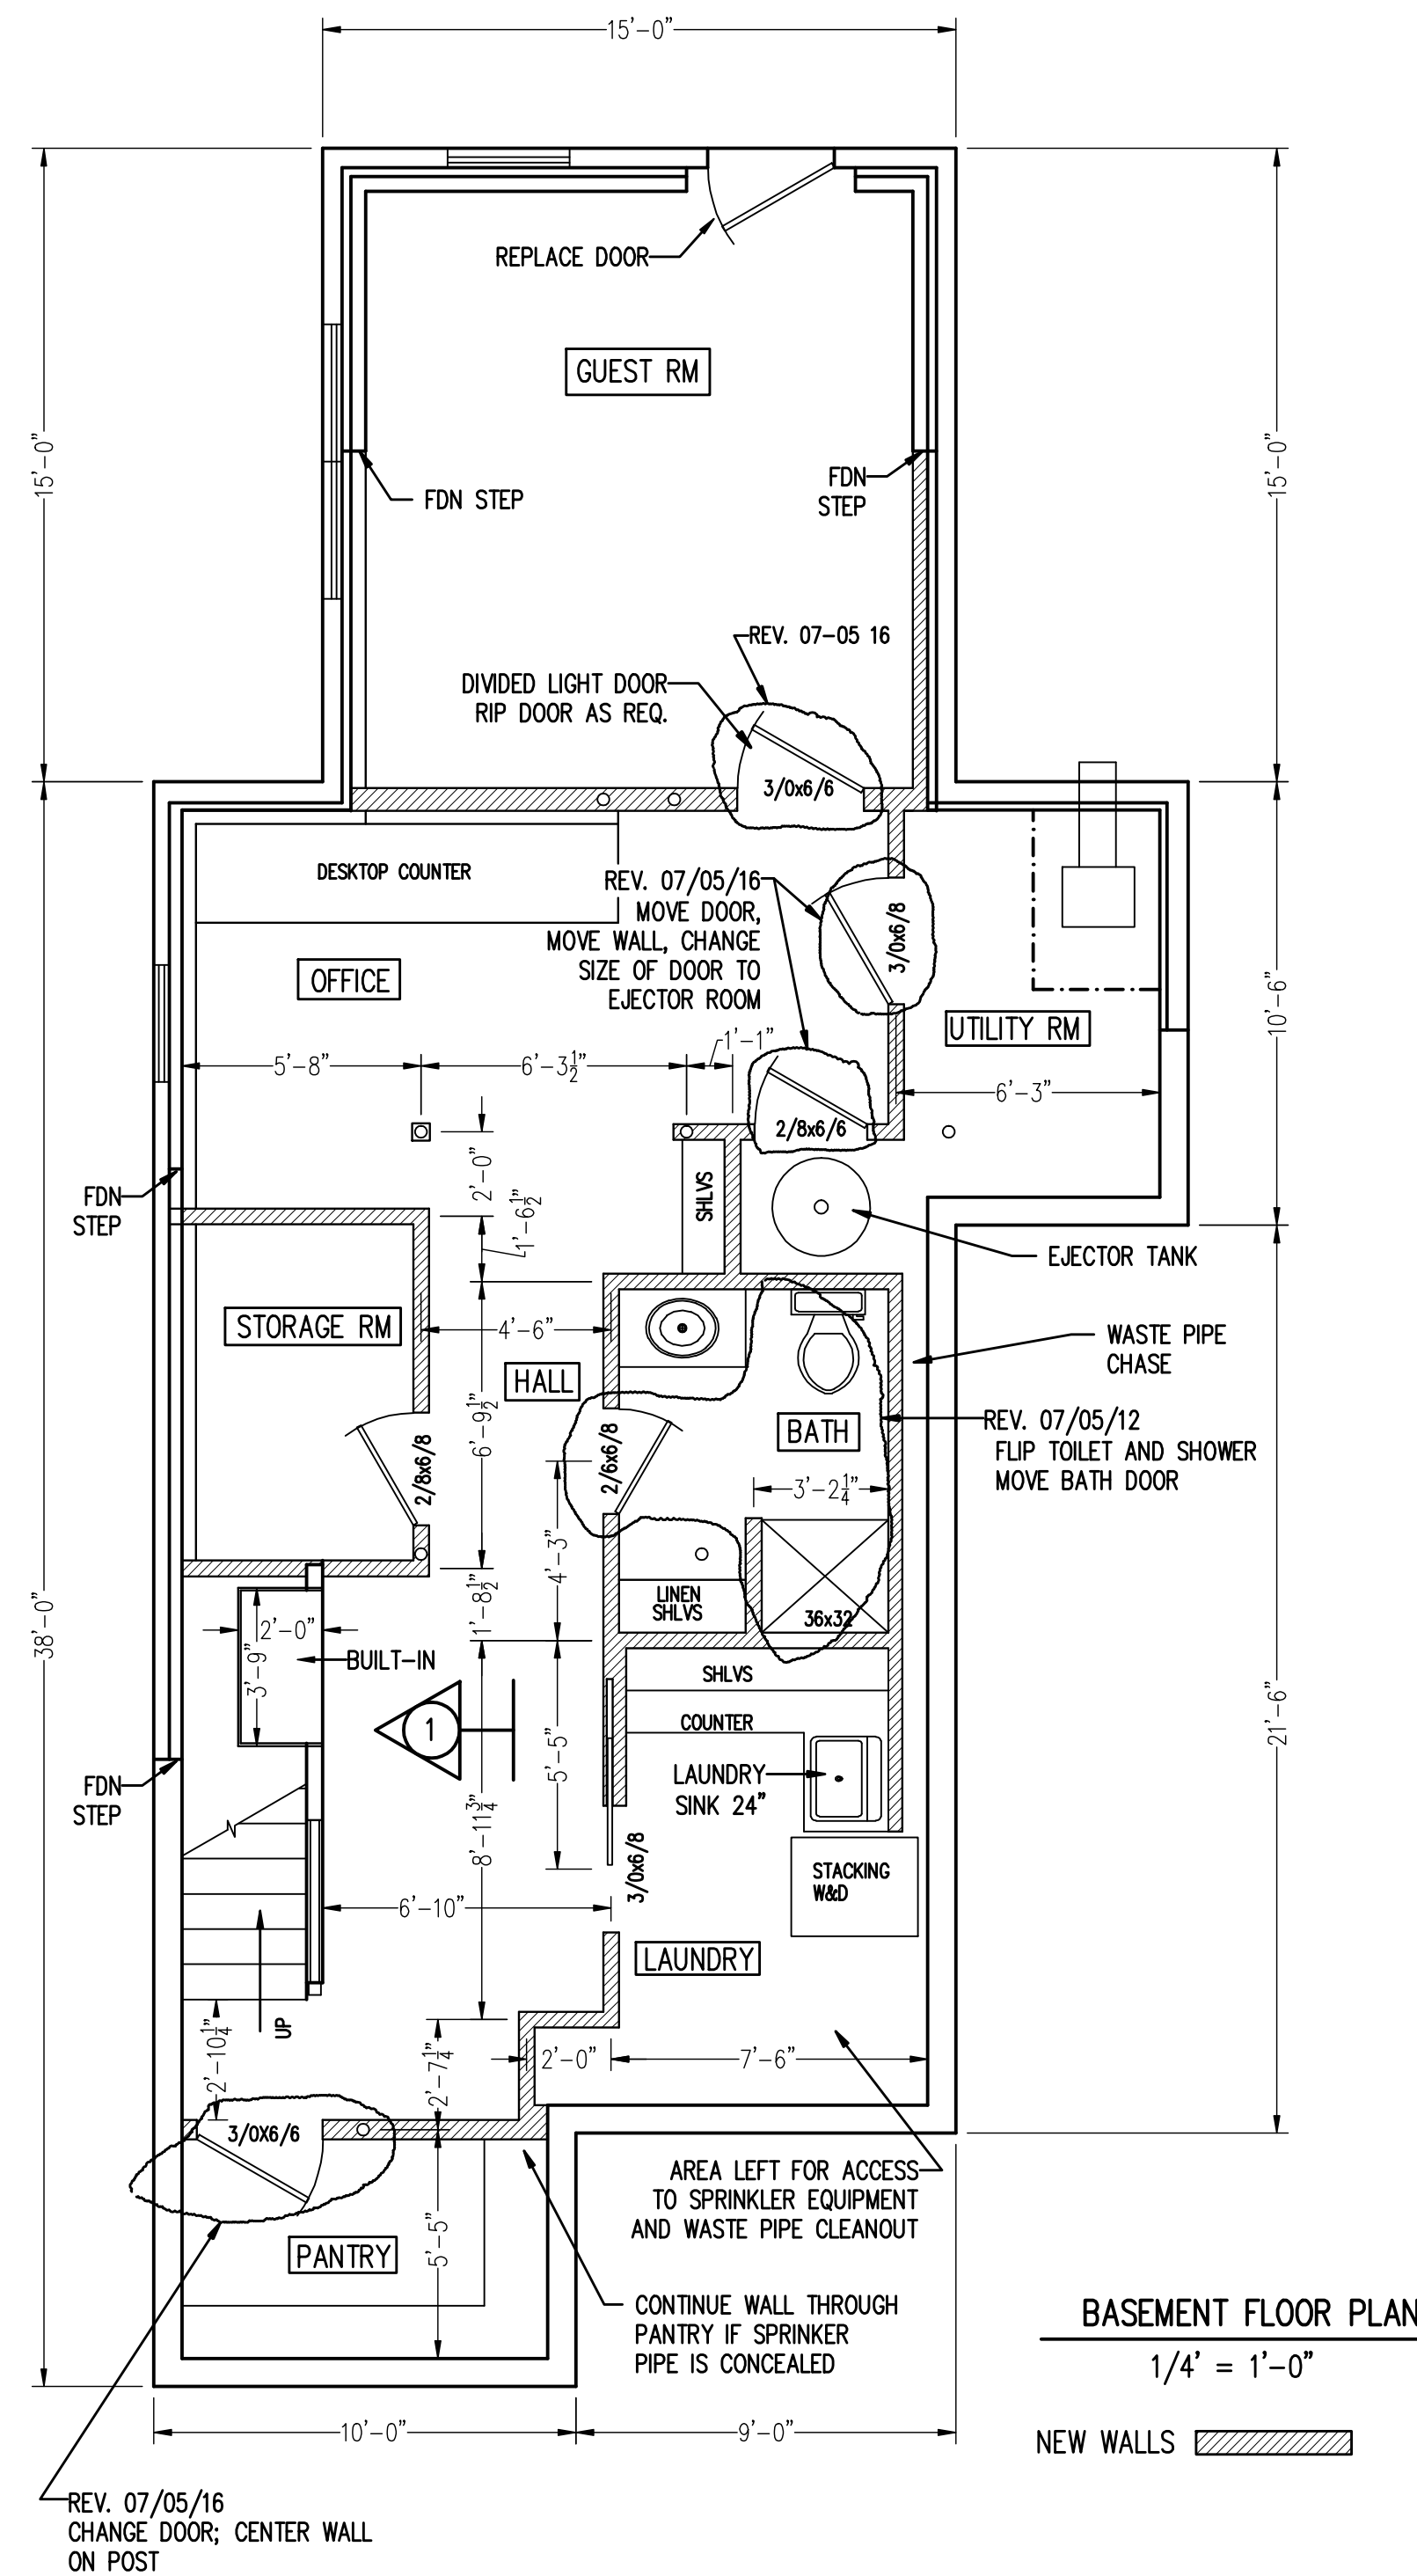 15'-0"
REPLACE DOOR
GUEST RM
15'-0"
15'-0"
FDN STEP
FDN
STEP
REV. 07-05 16
DIVIDED LIGHT DOOR
RIP DOOR AS REQ.
3/0x6/6
DESKTOP COUNTER
REV. 07/05/16
MOVE DOOR,
MOVE WALL, CHANGE
SIZE OF DOOR TO
EJECTOR ROOM
3/0x6/8
OFFICE
UTILITY RM
10'-6"
5'-8"
6'-3½"
1'-1"
6'-3"
2/8x6/6
2'-0"
SHLVS
FDN
STEP
1'-6½"
EJECTOR TANK
STORAGE RM
4'-6"
HALL
WASTE PIPE
CHASE
6'-9½"
BATH
REV. 07/05/12
FLIP TOILET AND SHOWER
MOVE BATH DOOR
2/8x6/8
2/6x6/8
3'-2¼"
4'-3"
1'-8½"
LINEN
SHLVS
36x32
2'-0"
3'-9"
BUILT-IN
38'-0"
SHLVS
COUNTER
1
5'-5"
LAUNDRY
SINK 24"
21'-6"
FDN
STEP
8'-11¾"
3/0x6/8
STACKING
W&D
6'-10"
LAUNDRY
UP
2'-10¼"
2'-7¼"
2'-0"
7'-6"
3/0X6/6
AREA LEFT FOR ACCESS
TO SPRINKLER EQUIPMENT
AND WASTE PIPE CLEANOUT
PANTRY
5'-5"
CONTINUE WALL THROUGH
PANTRY IF SPRINKER
PIPE IS CONCEALED
BASEMENT FLOOR PLAN
1/4' = 1'-0"
10'-0"
9'-0"
NEW WALLS
REV. 07/05/16
CHANGE DOOR; CENTER WALL
ON POST